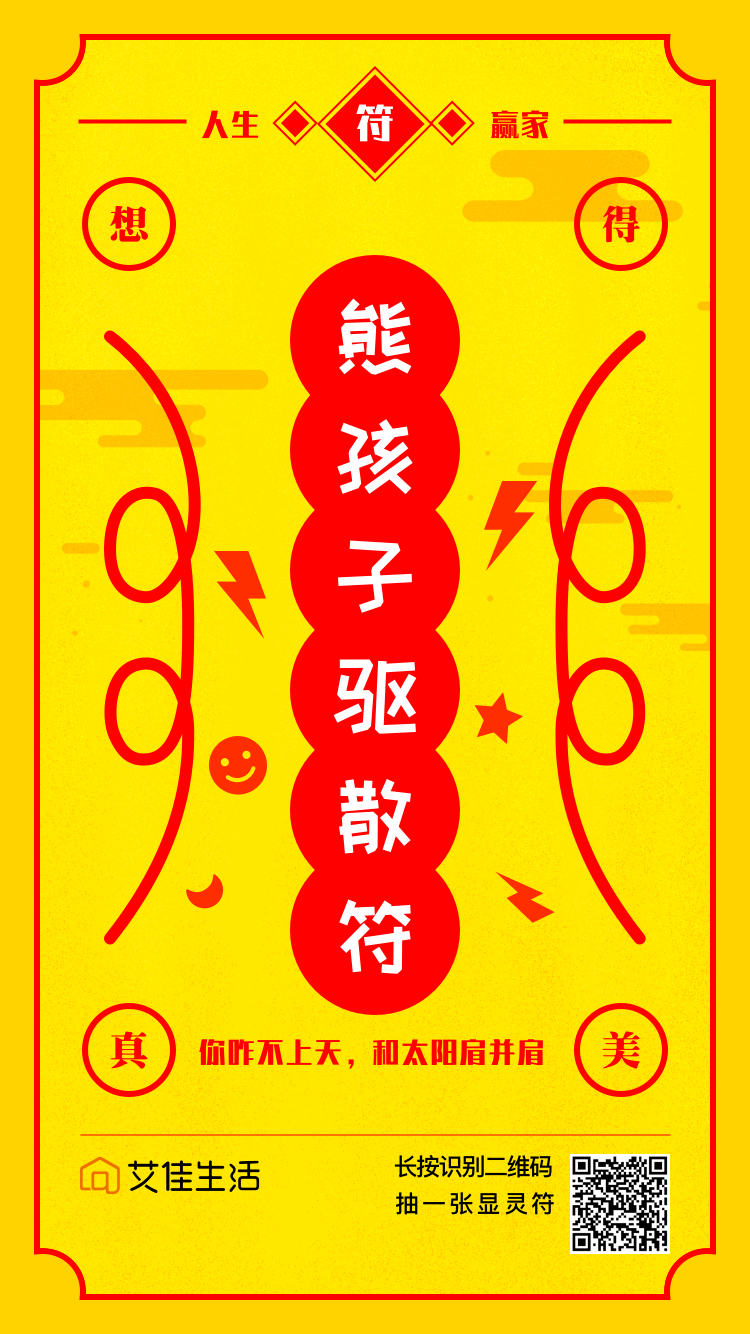 人生 符 赢家
想 得
熊
孩
子
驱
散
符
真 美
你咋不上天，和太阳肩并肩
艾佳生活
长按识别二维码
抽一张显灵符